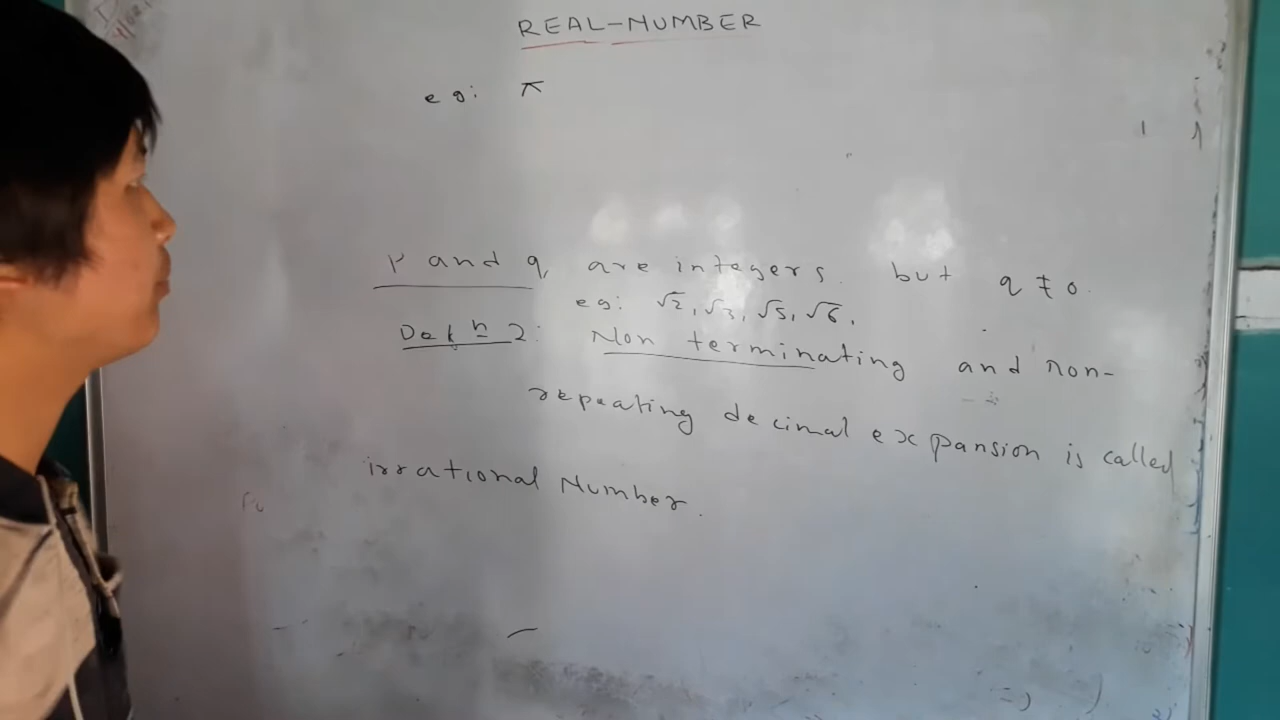 REAL-NUMBER
eg: π
p and q are integers. but q ≠ 0.
eg: √2, √3, √5, √6.
Defn 2: Non terminating and non-
repeating decimal expansion is called
irrational Number.